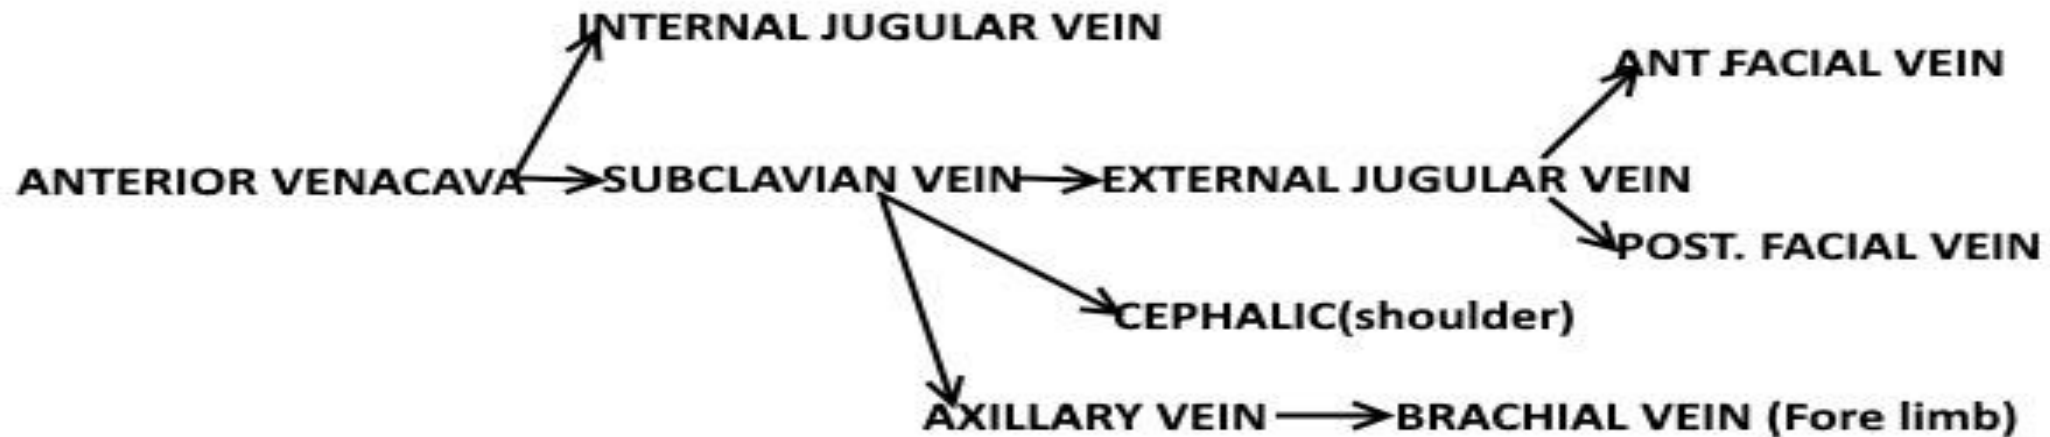 INTERNAL JUGULAR VEIN
ANT.FACIAL VEIN
ANTERIOR VENACAVA
SUBCLAVIAN VEIN
EXTERNAL JUGULAR VEIN
POST. FACIAL VEIN
CEPHALIC(shoulder)
AXILLARY VEIN
BRACHIAL VEIN (Fore limb)